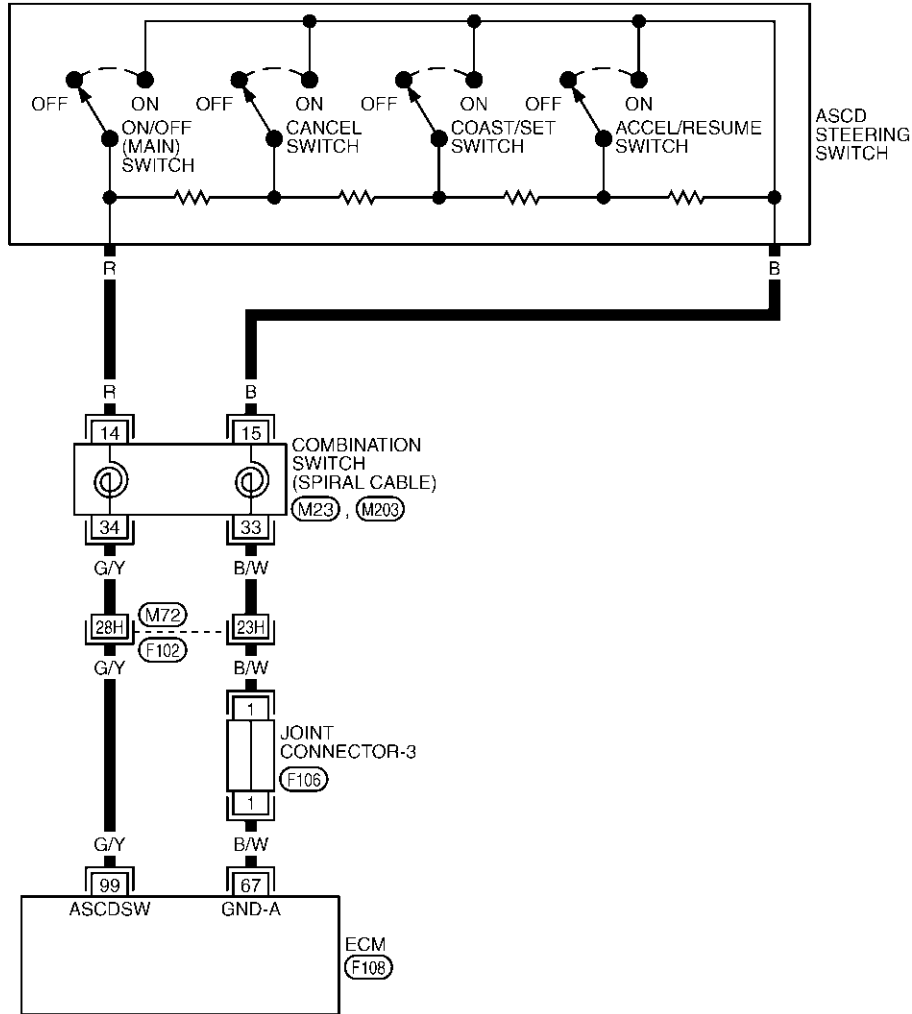 OFF ON OFF ON OFF ON OFF ON
ON/OFF
(MAIN)
SWITCH
CANCEL
SWITCH
COAST/SET
SWITCH
ACCEL/RESUME
SWITCH
ASCD
STEERING
SWITCH
R B
R B
14 15
COMBINATION
SWITCH
(SPIRAL CABLE)
M23 , M203
34 33
G/Y B/W
28H M72 23H
F102
G/Y B/W
1
JOINT
CONNECTOR-3
F106
1
G/Y B/W
99 67
ASCDSW GND-A
ECM
F108